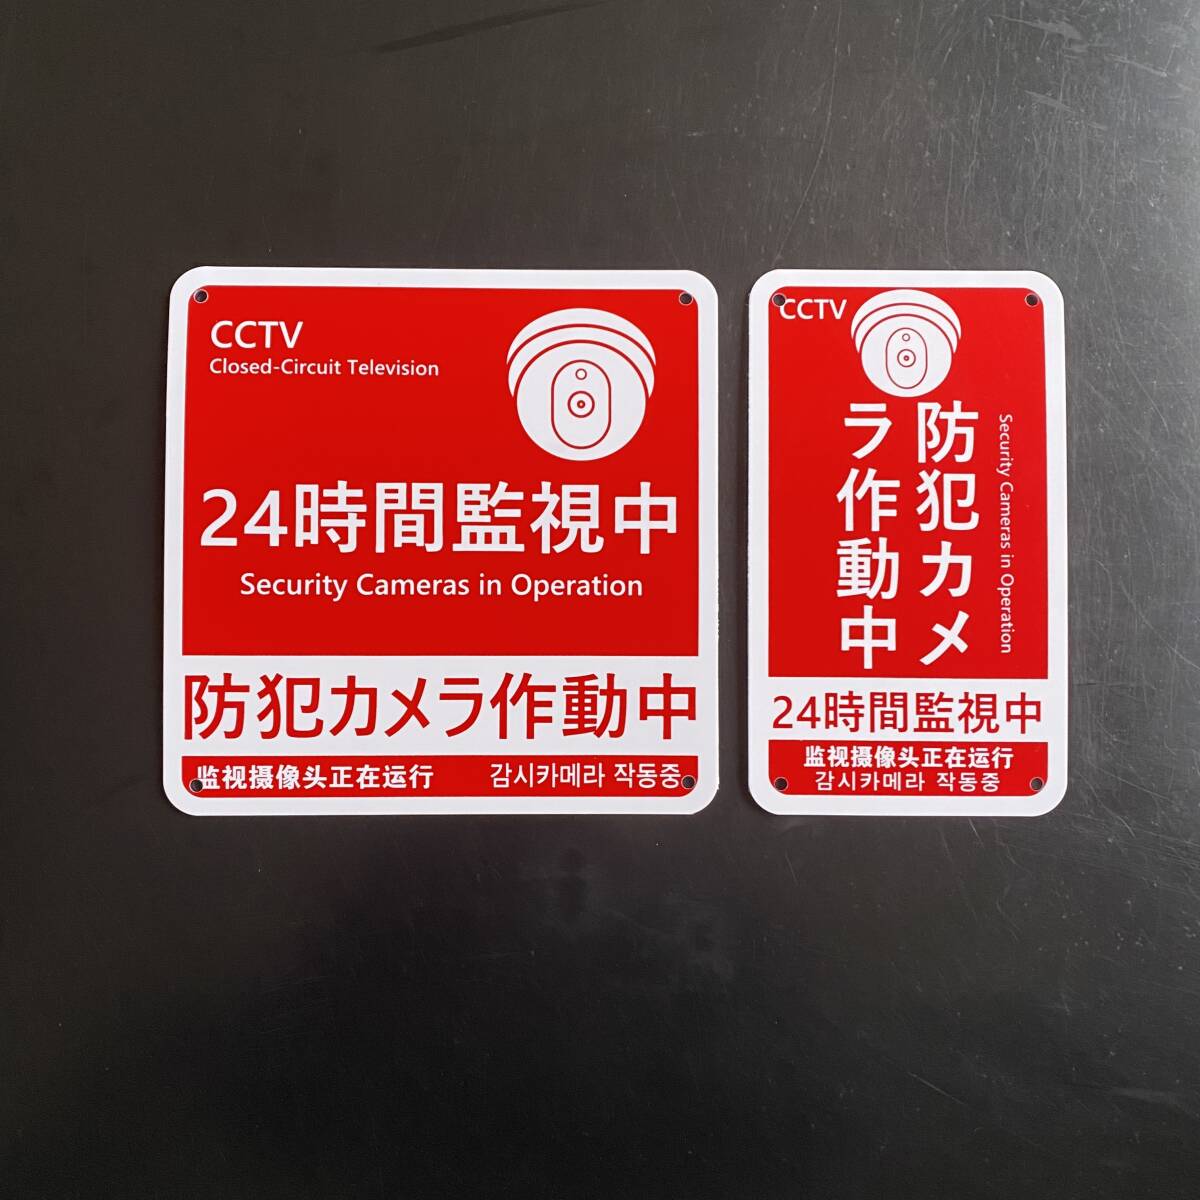 CCTV
Closed-Circuit Television
24時間監視中
Security Cameras in Operation
防犯カメラ作動中
监视摄像头正在运行
감시카메라 작동중
CCTV
防犯カメ
ラ作動中
Security Cameras in Operation
24時間監視中
监视摄像头正在运行
감시카메라 작동중